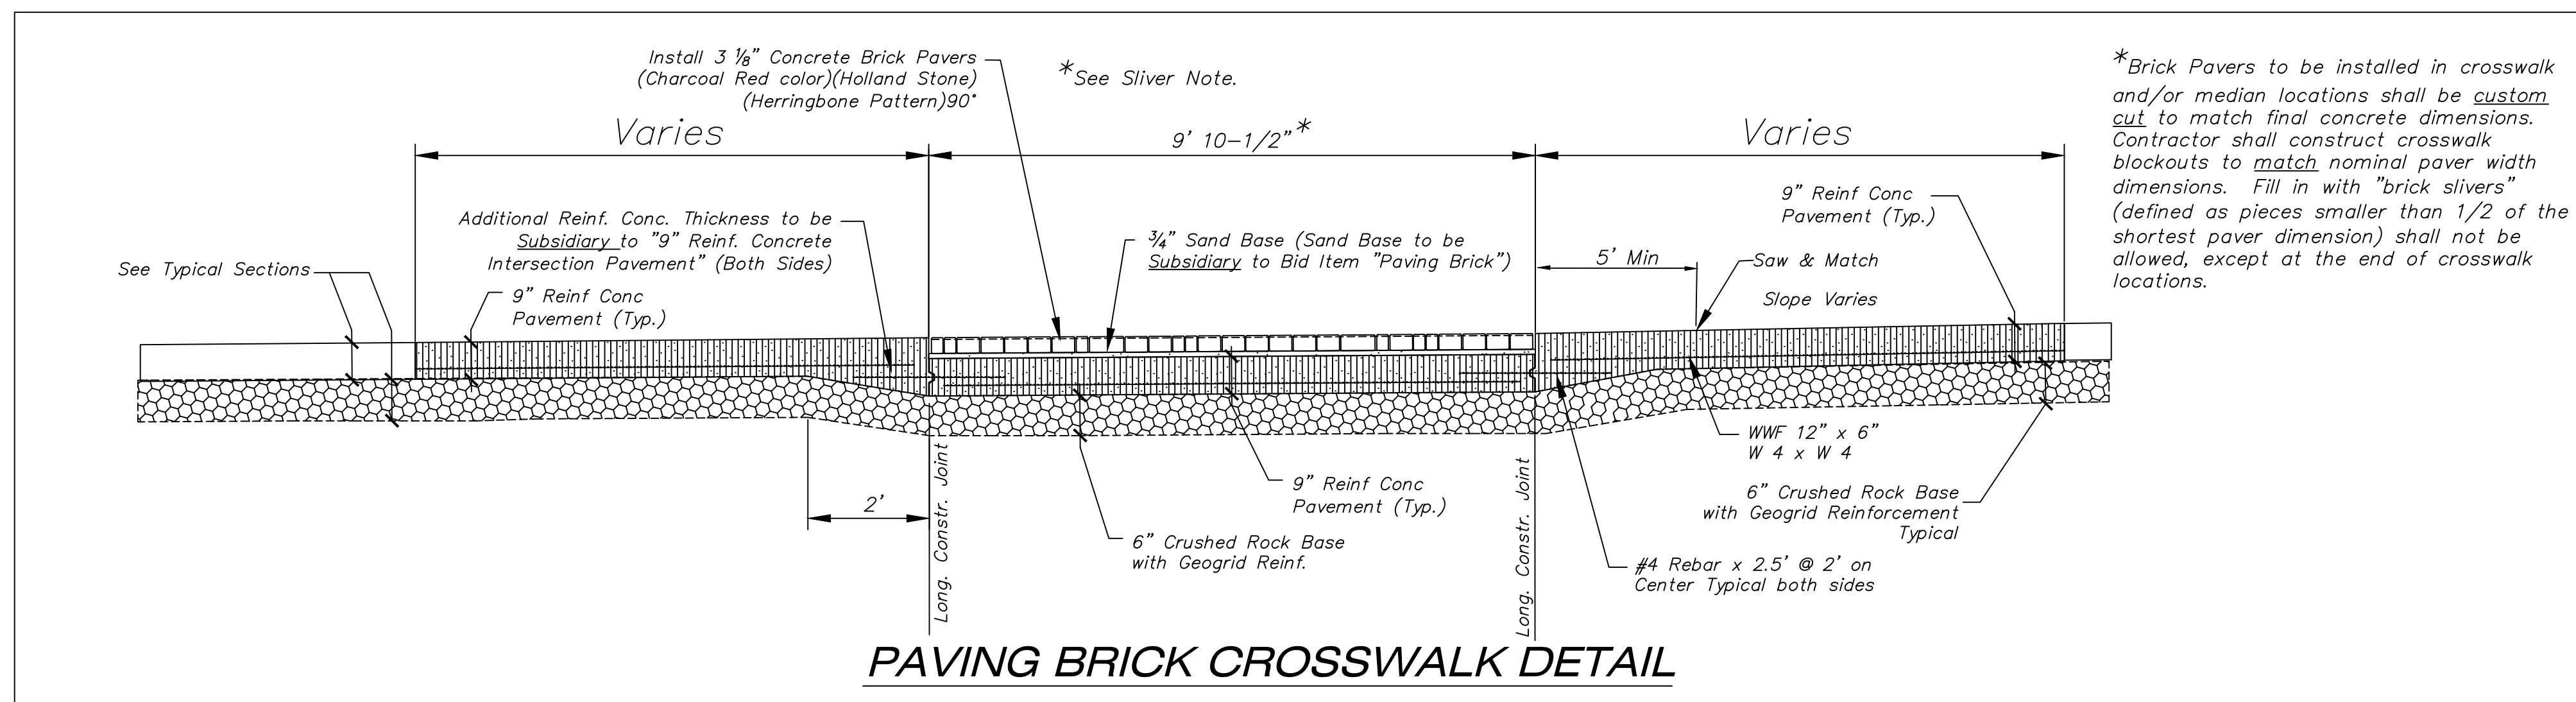 Install 3 ⅛" Concrete Brick Pavers
(Charcoal Red color)(Holland Stone)
(Herringbone Pattern)90°
*See Sliver Note.
Varies
9' 10-1/2"*
Varies
Additional Reinf. Conc. Thickness to be
Subsidiary to "9" Reinf. Concrete
Intersection Pavement" (Both Sides)
See Typical Sections
9" Reinf Conc
Pavement (Typ.)
¾" Sand Base (Sand Base to be
Subsidiary to Bid Item "Paving Brick")
5' Min
9" Reinf Conc
Pavement (Typ.)
Saw & Match
Slope Varies
2'
Long. Constr. Joint
6" Crushed Rock Base
with Geogrid Reinf.
9" Reinf Conc
Pavement (Typ.)
Long. Constr. Joint
WWF 12" x 6"
W 4 x W 4
6" Crushed Rock Base
with Geogrid Reinforcement
Typical
#4 Rebar x 2.5' @ 2' on
Center Typical both sides
*Brick Pavers to be installed in crosswalk
and/or median locations shall be custom
cut to match final concrete dimensions.
Contractor shall construct crosswalk
blockouts to match nominal paver width
dimensions. Fill in with "brick slivers"
(defined as pieces smaller than 1/2 of the
shortest paver dimension) shall not be
allowed, except at the end of crosswalk
locations.
PAVING BRICK CROSSWALK DETAIL